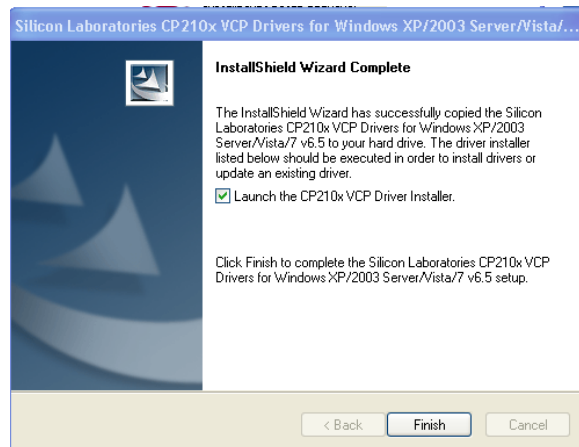 Silicon Laboratories CP210x VCP Drivers for Windows XP/2003 Server/Vista/...
InstallShield Wizard Complete
The InstallShield Wizard has successfully copied the Silicon
Laboratories CP210x VCP Drivers for Windows XP/2003
Server/Vista/7 v6.5 to your hard drive. The driver installer
listed below should be executed in order to install drivers or
update an existing driver.
Launch the CP210x VCP Driver Installer.
Click Finish to complete the Silicon Laboratories CP210x VCP
Drivers for Windows XP/2003 Server/Vista/7 v6.5 setup.
< Back
Finish
Cancel